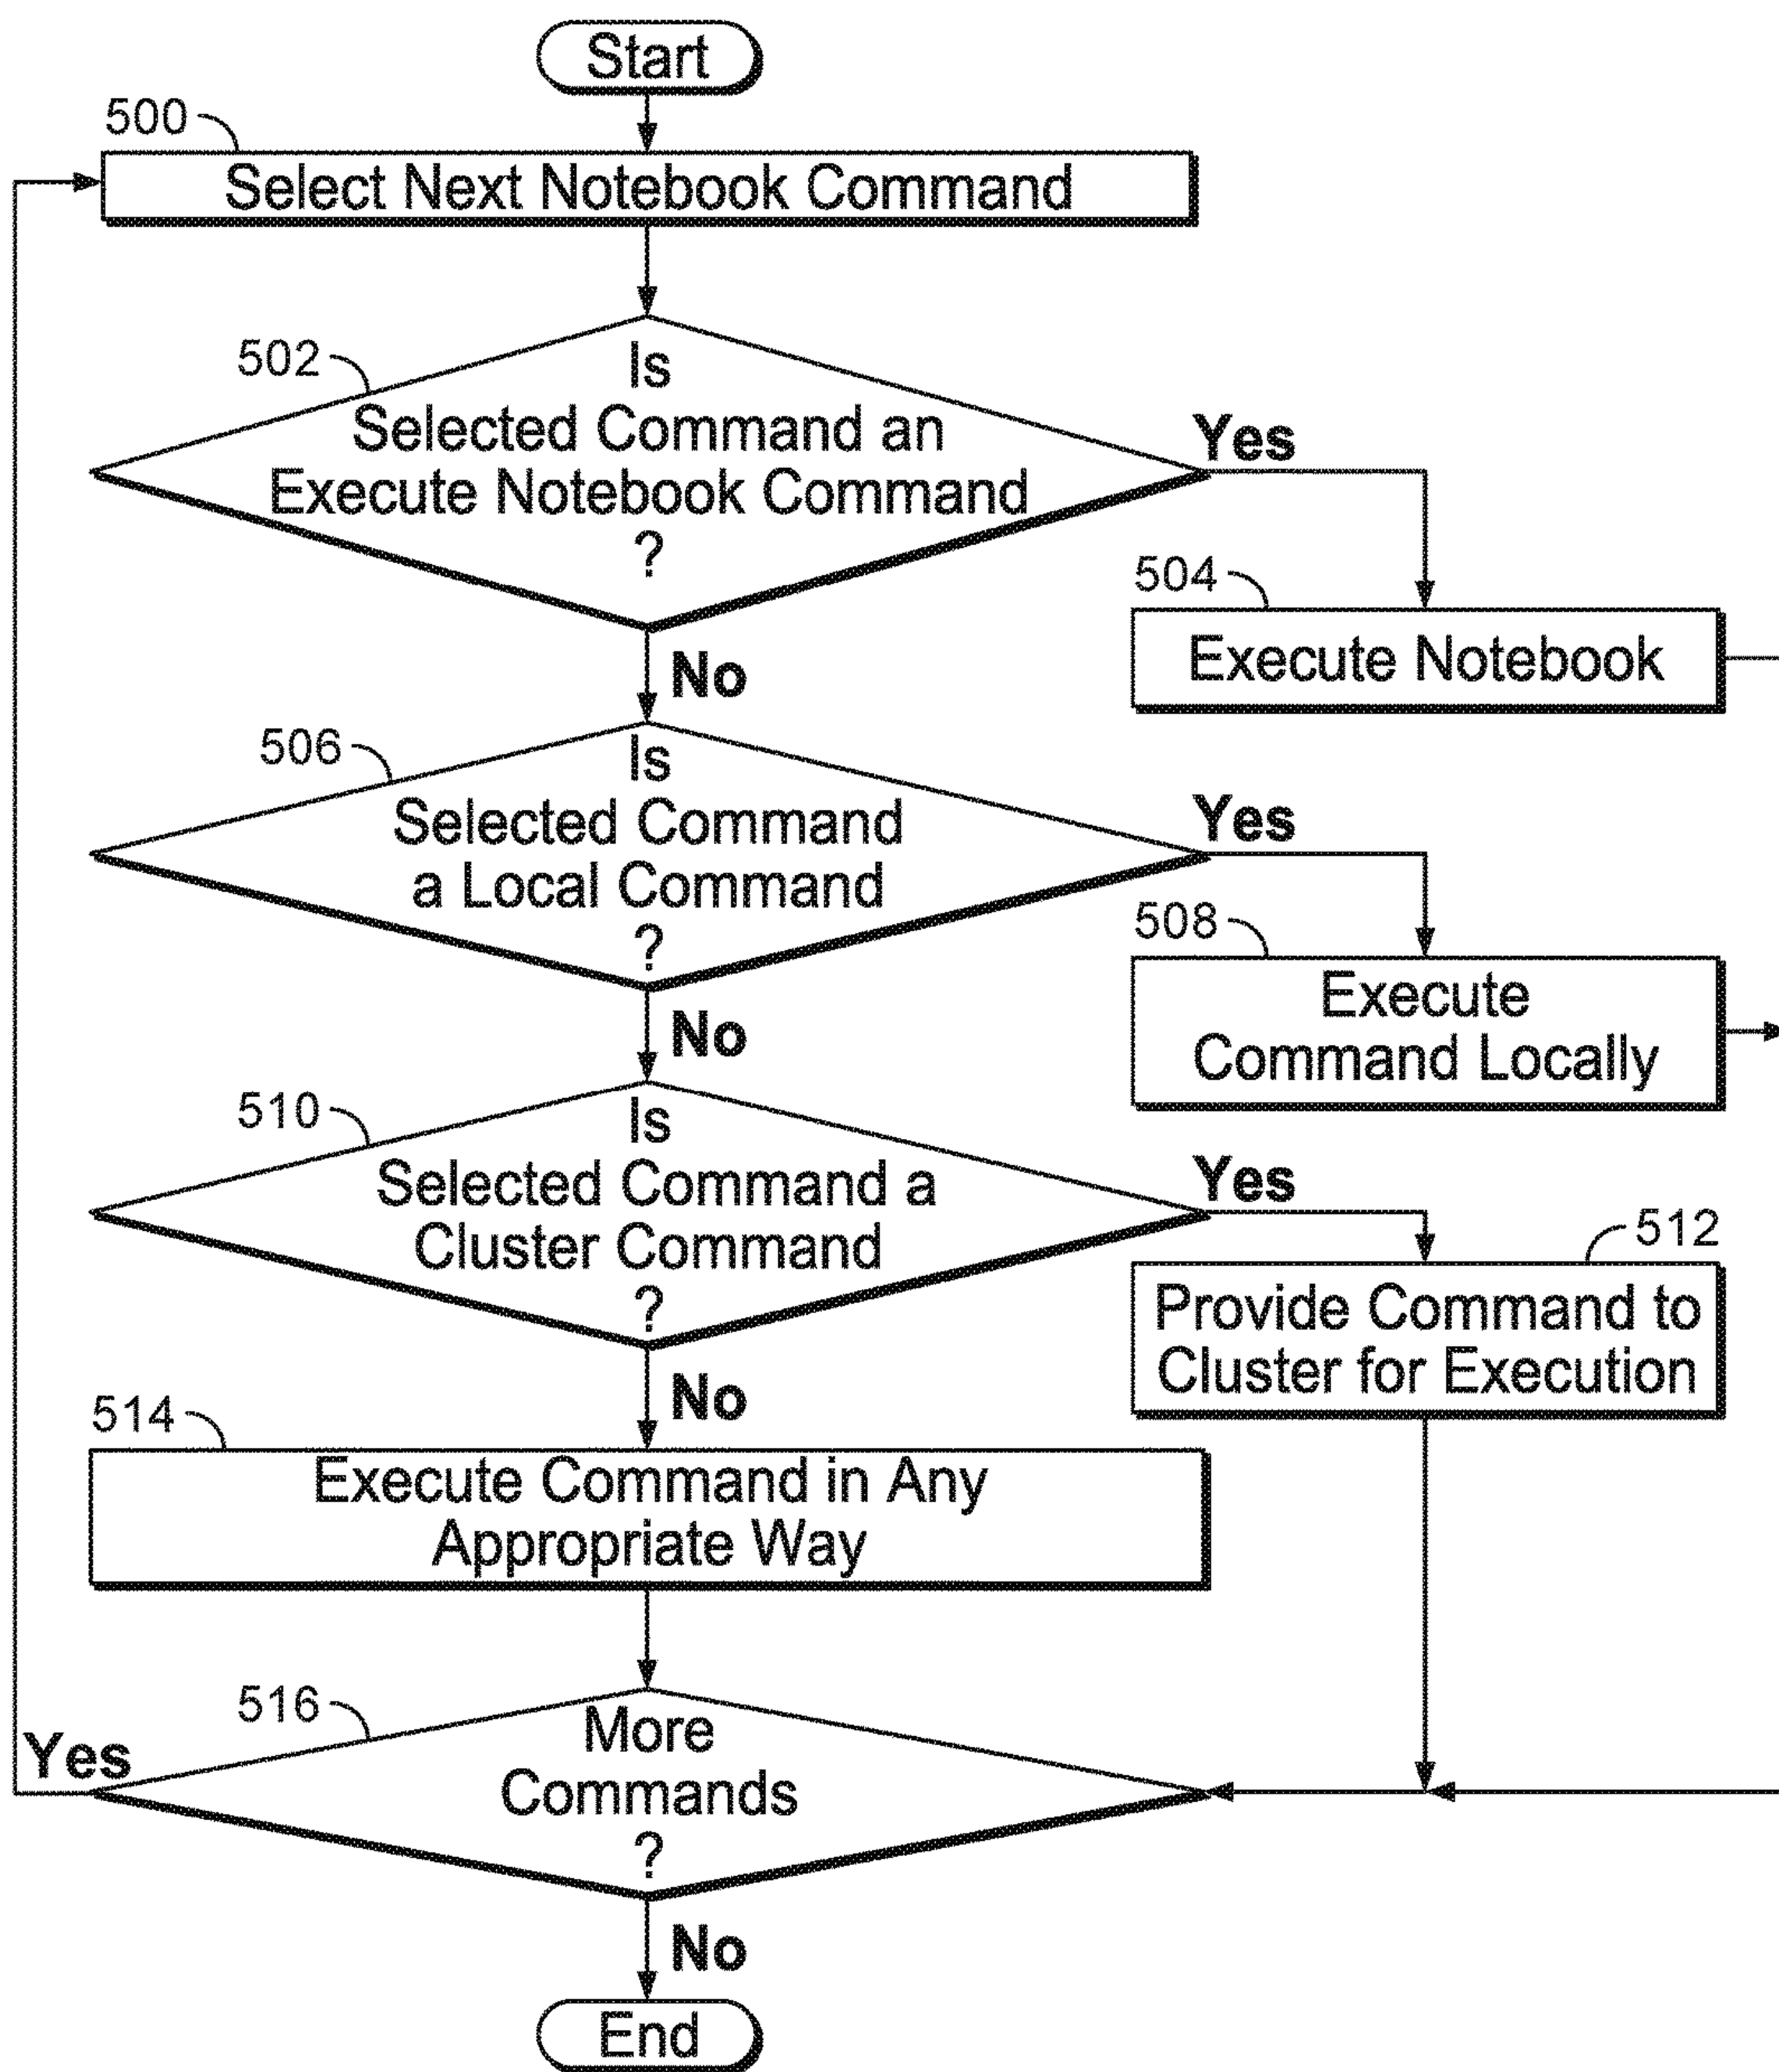 Start
500
Select Next Notebook Command
502
Is
Selected Command an
Execute Notebook Command
?
Yes
504
Execute Notebook
No
506
Is
Selected Command
a Local Command
?
Yes
508
Execute
Command Locally
No
510
Is
Selected Command a
Cluster Command
?
Yes
512
Provide Command to
Cluster for Execution
No
514
Execute Command in Any
Appropriate Way
516
More
Commands
?
Yes
No
End